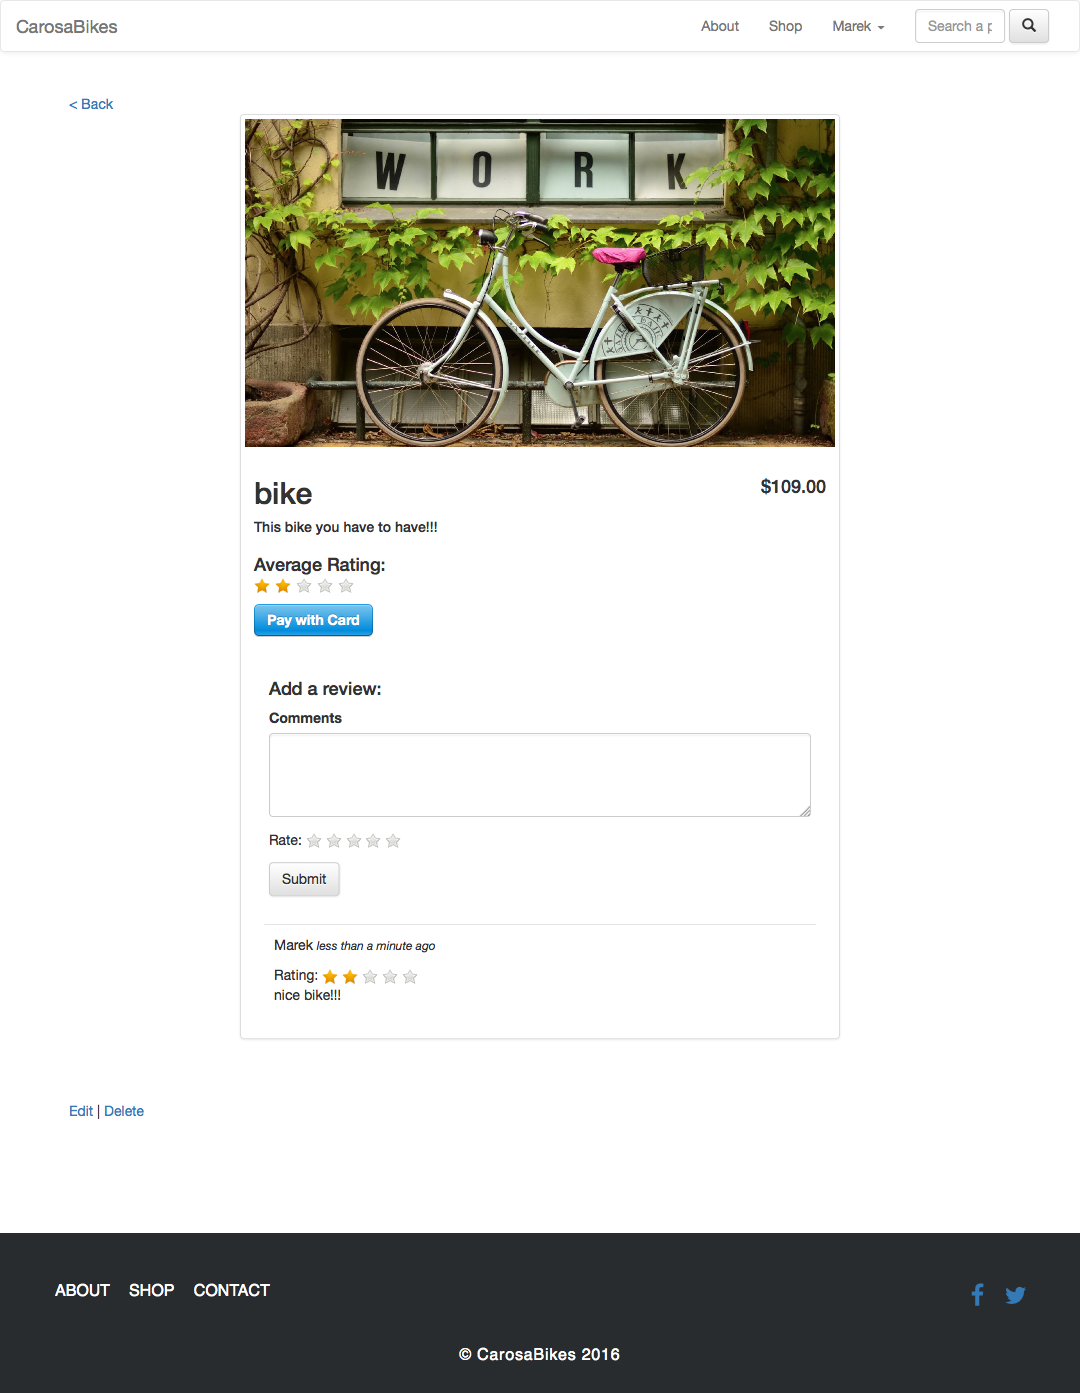 CarosaBikes About Shop Marek Search a p
< Back
WORK
bike $109.00
This bike you have to have!!!
Average Rating:
Pay with Card
Add a review:
Comments
Rate:
Submit
Marek less than a minute ago
Rating:
nice bike!!!
Edit | Delete
ABOUT SHOP CONTACT
© CarosaBikes 2016